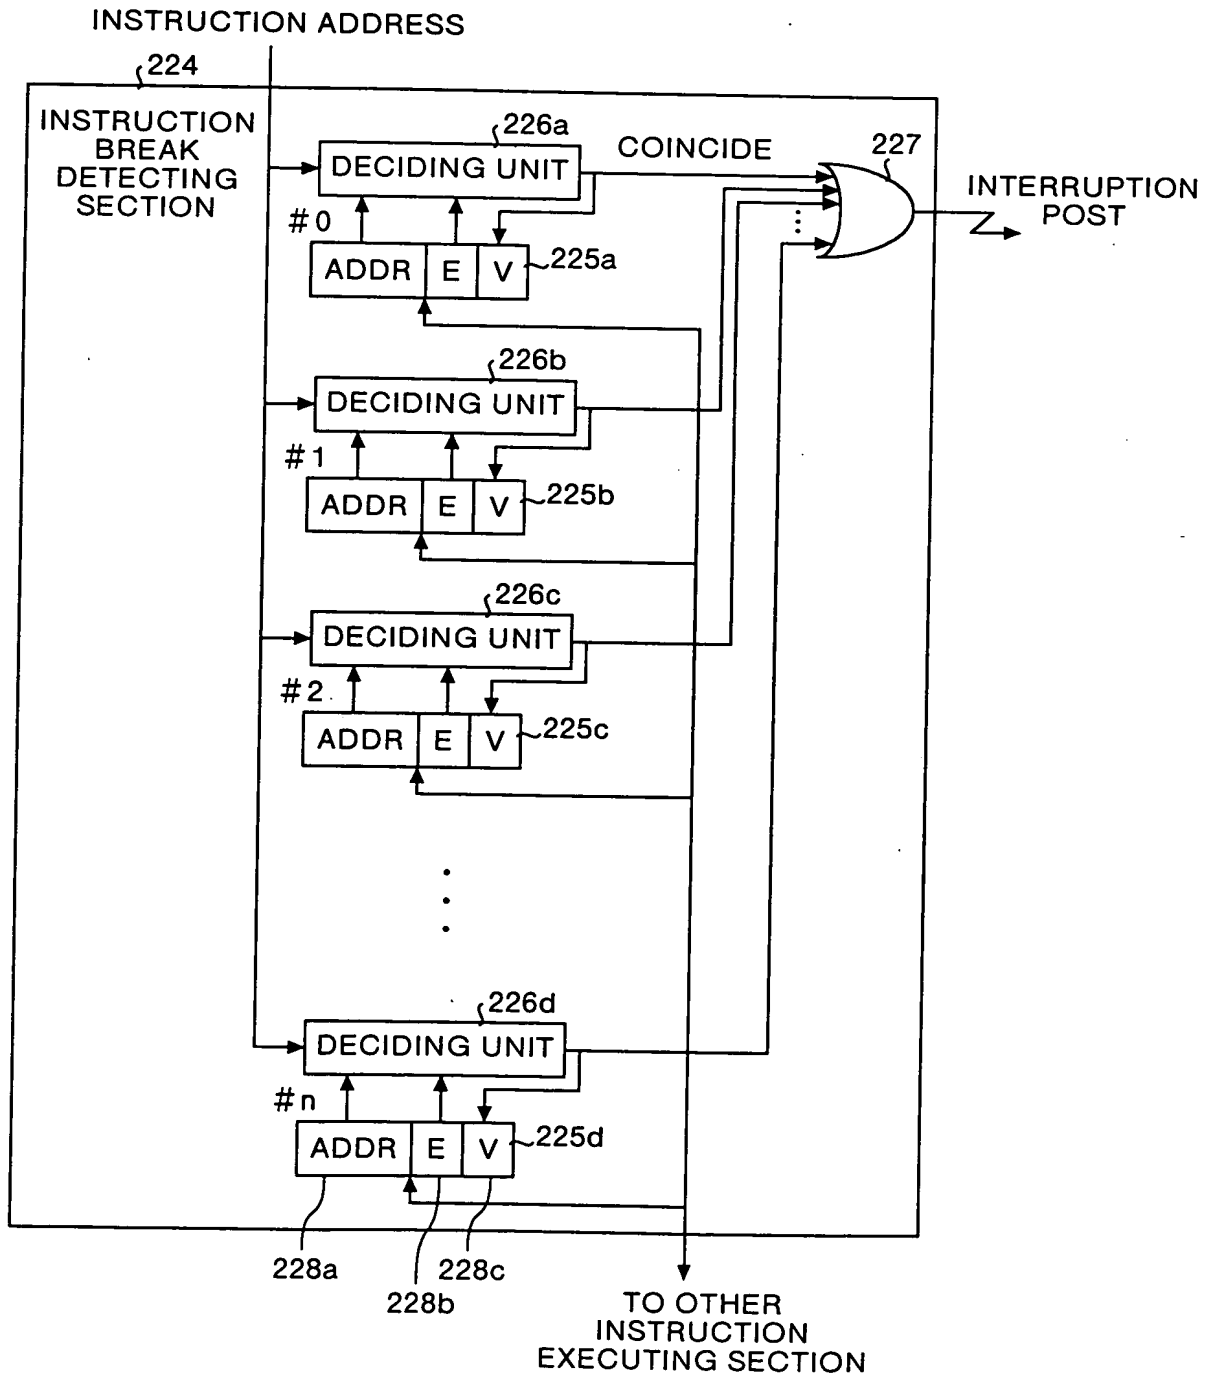 INSTRUCTION ADDRESS
224
INSTRUCTION
BREAK
DETECTING
SECTION
226a
DECIDING UNIT
COINCIDE
227
INTERRUPTION
POST
#0
ADDR E V
225a
226b
DECIDING UNIT
#1
ADDR E V
225b
226c
DECIDING UNIT
#2
ADDR E V
225c
226d
DECIDING UNIT
#n
ADDR E V
225d
228a
228b
228c
TO OTHER
INSTRUCTION
EXECUTING SECTION